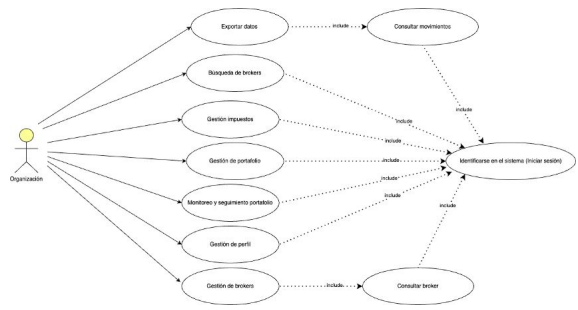 Exportar datos
include
Consultar movimientos
Búsqueda de brokers
include
include
Gestión impuestos
include
Gestión de portafolio
include
Identificarse en el sistema (Iniciar sesión)
Organización
include
Monitoreo y seguimiento portafolio
include
include
Gestión de perfil
Gestión de brokers
include
Consultar broker